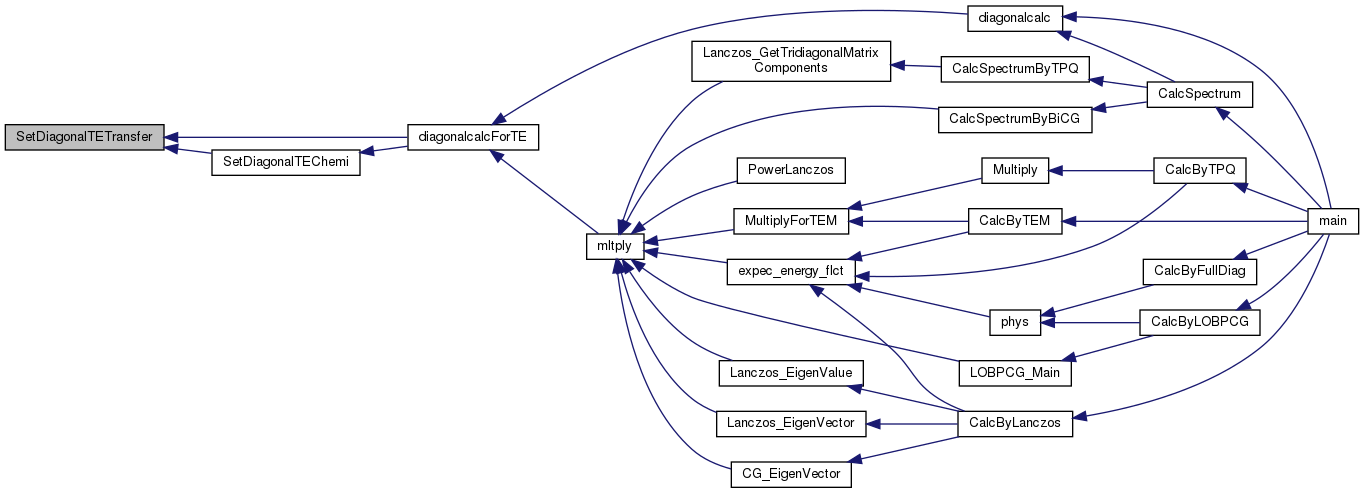 SetDiagonalTETransfer
SetDiagonalTEChemi
diagonalcalcForTE
diagonalcalc
mltply
Lanczos_GetTridiagonalMatrix
Components
CalcSpectrumByTPQ
CalcSpectrumByBiCG
CalcSpectrum
PowerLanczos
MultiplyForTEM
Multiply
CalcByTPQ
CalcByTEM
main
expec_energy_flct
phys
CalcByFullDiag
CalcByLOBPCG
LOBPCG_Main
Lanczos_EigenValue
Lanczos_EigenVector
CalcByLanczos
CG_EigenVector